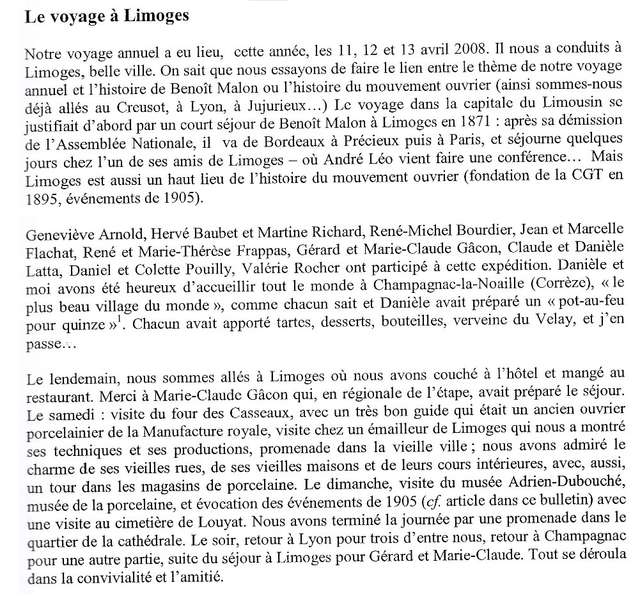 Le voyage à Limoges
Notre voyage annuel a eu lieu, cette année, les 11, 12 et 13 avril 2008. Il nous a conduits à
Limoges, belle ville. On sait que nous essayons de faire le lien entre le thème de notre voyage
annuel et l'histoire de Benoît Malon ou l'histoire du mouvement ouvrier (ainsi sommes-nous
déjà allés au Creusot, à Lyon, à Jujurieux…) Le voyage dans la capitale du Limousin se
justifiait d'abord par un court séjour de Benoît Malon à Limoges en 1871 : après sa démission
de l'Assemblée Nationale, il va de Bordeaux à Précieux puis à Paris, et séjourne quelques
jours chez l'un de ses amis de Limoges – où André Léo vient faire une conférence… Mais
Limoges est aussi un haut lieu de l'histoire du mouvement ouvrier (fondation de la CGT en
1895, événements de 1905).
Geneviève Arnold, Hervé Baubet et Martine Richard, René-Michel Bourdier, Jean et Marcelle
Flachat, René et Marie-Thérèse Frappas, Gérard et Marie-Claude Gâcon, Claude et Danièle
Latta, Daniel et Colette Pouilly, Valérie Rocher ont participé à cette expédition. Danièle et
moi avons été heureux d'accueillir tout le monde à Champagnac-la-Noaille (Corrèze), « le
plus beau village du monde », comme chacun sait et Danièle avait préparé un « pot-au-feu
pour quinze »¹. Chacun avait apporté tartes, desserts, bouteilles, verveine du Velay, et j'en
passe…
Le lendemain, nous sommes allés à Limoges où nous avons couché à l'hôtel et mangé au
restaurant. Merci à Marie-Claude Gâcon qui, en régionale de l'étape, avait préparé le séjour.
Le samedi : visite du four des Casseaux, avec un très bon guide qui était un ancien ouvrier
porcelainier de la Manufacture royale, visite chez un émailleur de Limoges qui nous a montré
ses techniques et ses productions, promenade dans la vieille ville ; nous avons admiré le
charme de ses vieilles rues, de ses vieilles maisons et de leurs cours intérieures, avec, aussi,
un tour dans les magasins de porcelaine. Le dimanche, visite du musée Adrien-Dubouché,
musée de la porcelaine, et évocation des événements de 1905 (cf. article dans ce bulletin) avec
une visite au cimetière de Louyat. Nous avons terminé la journée par une promenade dans le
quartier de la cathédrale. Le soir, retour à Lyon pour trois d'entre nous, retour à Champagnac
pour une autre partie, suite du séjour à Limoges pour Gérard et Marie-Claude. Tout se déroula
dans la convivialité et l'amitié.